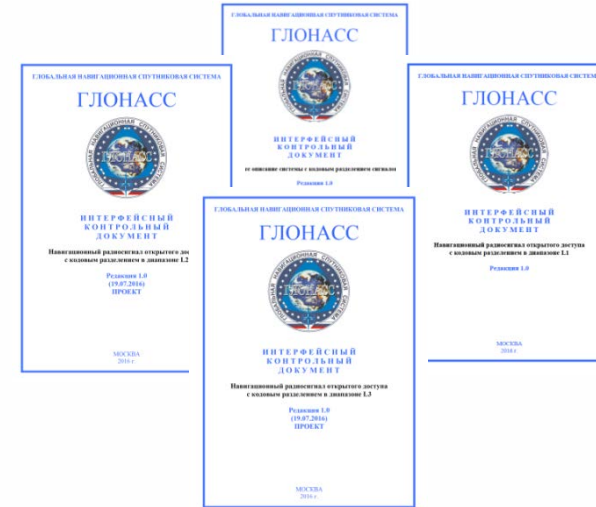 ГЛОБАЛЬНАЯ НАВИГАЦИОННАЯ СПУТНИКОВАЯ СИСТЕМА
ГЛОНАСС
ИНТЕРФЕЙСНЫЙ
КОНТРОЛЬНЫЙ
ДОКУМЕНТ
ее описание системы с кодовым разделением сигналов
Редакция 1.0
ГЛОБАЛЬНАЯ НАВИГАЦИОННАЯ СПУТНИКОВАЯ СИСТЕМА
ГЛОНАСС
ИНТЕРФЕЙСНЫЙ
КОНТРОЛЬНЫЙ
ДОКУМЕНТ
Навигационный радиосигнал открытого дос
с кодовым разделением в диапазоне L2
Редакция 1.0
(19.07.2016)
ПРОЕКТ
МОСКВА
2016 г.
ГЛОБАЛЬНАЯ НАВИГАЦИОННАЯ СПУТНИКОВАЯ СИСТЕМ
ГЛОНАСС
ИНТЕРФЕЙСНЫЙ
КОНТРОЛЬНЫЙ
ДОКУМЕНТ
Навигационный радиосигнал открытого доступа
с кодовым разделением в диапазоне L1
Редакция 1.0
МОСКВА
2016 г.
ГЛОБАЛЬНАЯ НАВИГАЦИОННАЯ СПУТНИКОВАЯ СИСТЕМА
ГЛОНАСС
ИНТЕРФЕЙСНЫЙ
КОНТРОЛЬНЫЙ
ДОКУМЕНТ
Навигационный радиосигнал открытого доступа
с кодовым разделением в диапазоне L3
Редакция 1.0
(19.07.2016)
ПРОЕКТ
МОСКВА
2016 г.